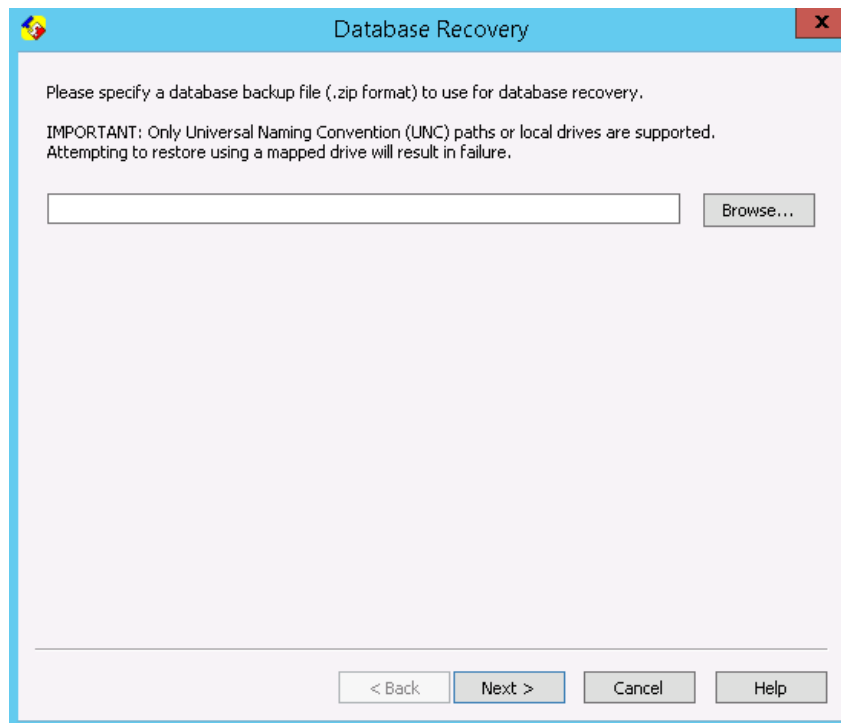 Database Recovery
x
Please specify a database backup file (.zip format) to use for database recovery.
IMPORTANT: Only Universal Naming Convention (UNC) paths or local drives are supported.
Attempting to restore using a mapped drive will result in failure.
Browse...
< Back Next > Cancel Help